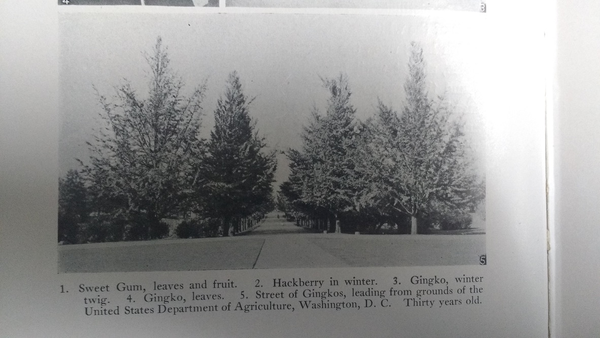 4
3
5
1. Sweet Gum, leaves and fruit. 2. Hackberry in winter. 3. Gingko, winter
twig. 4. Gingko, leaves. 5. Street of Gingkos, leading from grounds of the
United States Department of Agriculture, Washington, D. C. Thirty years old.